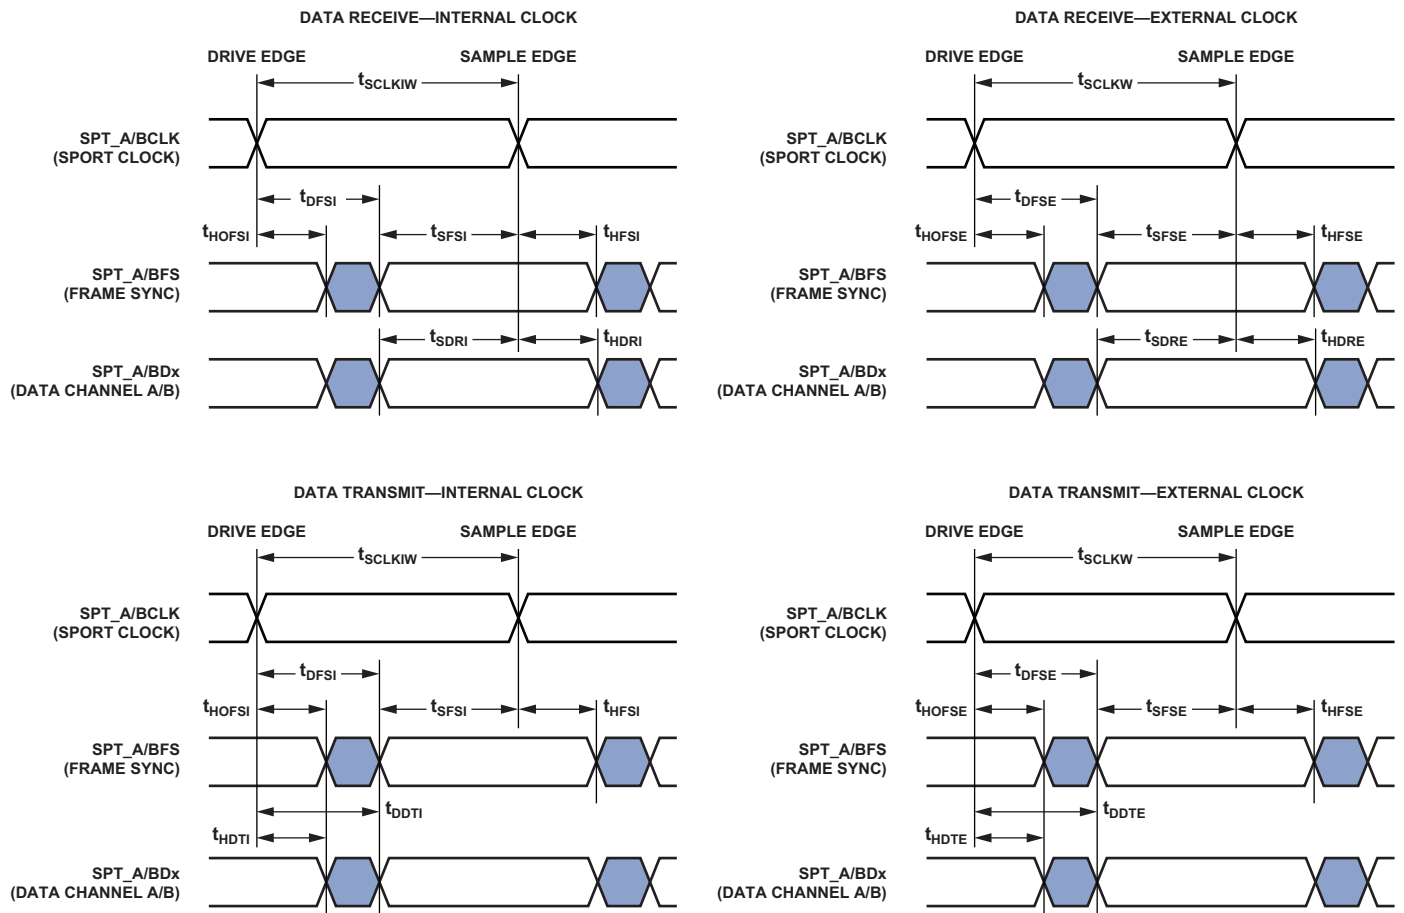 DATA RECEIVE—INTERNAL CLOCK
DRIVE EDGE
SAMPLE EDGE
tSCLKIW
SPT_A/BCLK
(SPORT CLOCK)
tDFSI
tHOFSI
tSFSI
tHFSI
SPT_A/BFS
(FRAME SYNC)
tSDRI
tHDRI
SPT_A/BDx
(DATA CHANNEL A/B)
DATA RECEIVE—EXTERNAL CLOCK
DRIVE EDGE
SAMPLE EDGE
tSCLKW
SPT_A/BCLK
(SPORT CLOCK)
tDFSE
tHOFSE
tSFSE
tHFSE
SPT_A/BFS
(FRAME SYNC)
tSDRE
tHDRE
SPT_A/BDx
(DATA CHANNEL A/B)
DATA TRANSMIT—INTERNAL CLOCK
DRIVE EDGE
SAMPLE EDGE
tSCLKIW
SPT_A/BCLK
(SPORT CLOCK)
tDFSI
tHOFSI
tSFSI
tHFSI
SPT_A/BFS
(FRAME SYNC)
tDDTI
tHDTI
SPT_A/BDx
(DATA CHANNEL A/B)
DATA TRANSMIT—EXTERNAL CLOCK
DRIVE EDGE
SAMPLE EDGE
tSCLKW
SPT_A/BCLK
(SPORT CLOCK)
tDFSE
tHOFSE
tSFSE
tHFSE
SPT_A/BFS
(FRAME SYNC)
tDDTE
tHDTE
SPT_A/BDx
(DATA CHANNEL A/B)